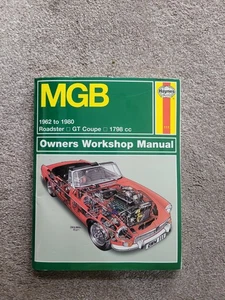 MGB
Haynes
1962 to 1980
Roadster □ GT Coupe □ 1798 cc
Owners Workshop Manual